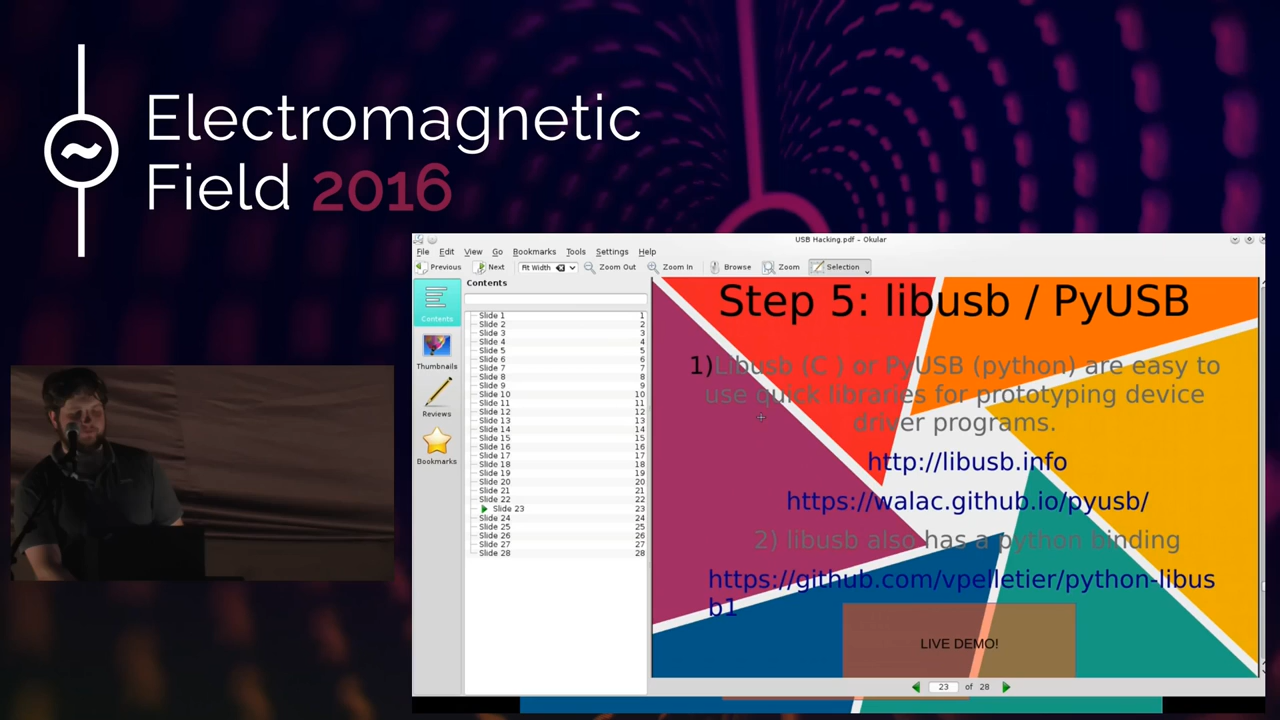 Electromagnetic
Field 2016
USB Hacking.pdf – Okular
File Edit View Go Bookmarks Tools Settings Help
Previous Next Fit Width Zoom Out Zoom In Browse Zoom Selection
Contents
Contents
Thumbnails
Reviews
Bookmarks
Slide 1 1
Slide 2 2
Slide 3 3
Slide 4 4
Slide 5 5
Slide 6 6
Slide 7 7
Slide 8 8
Slide 9 9
Slide 10 10
Slide 11 11
Slide 12 12
Slide 13 13
Slide 14 14
Slide 15 15
Slide 16 16
Slide 17 17
Slide 18 18
Slide 19 19
Slide 20 20
Slide 21 21
Slide 22 22
Slide 23 23
Slide 24 24
Slide 25 25
Slide 26 26
Slide 27 27
Slide 28 28
Step 5: libusb / PyUSB
1)Libusb (C ) or PyUSB (python) are easy to
use quick libraries for prototyping device
driver programs.
http://libusb.info
https://walac.github.io/pyusb/
2) libusb also has a python binding
https://github.com/vpelletier/python-libus
b1
LIVE DEMO!
23 of 28